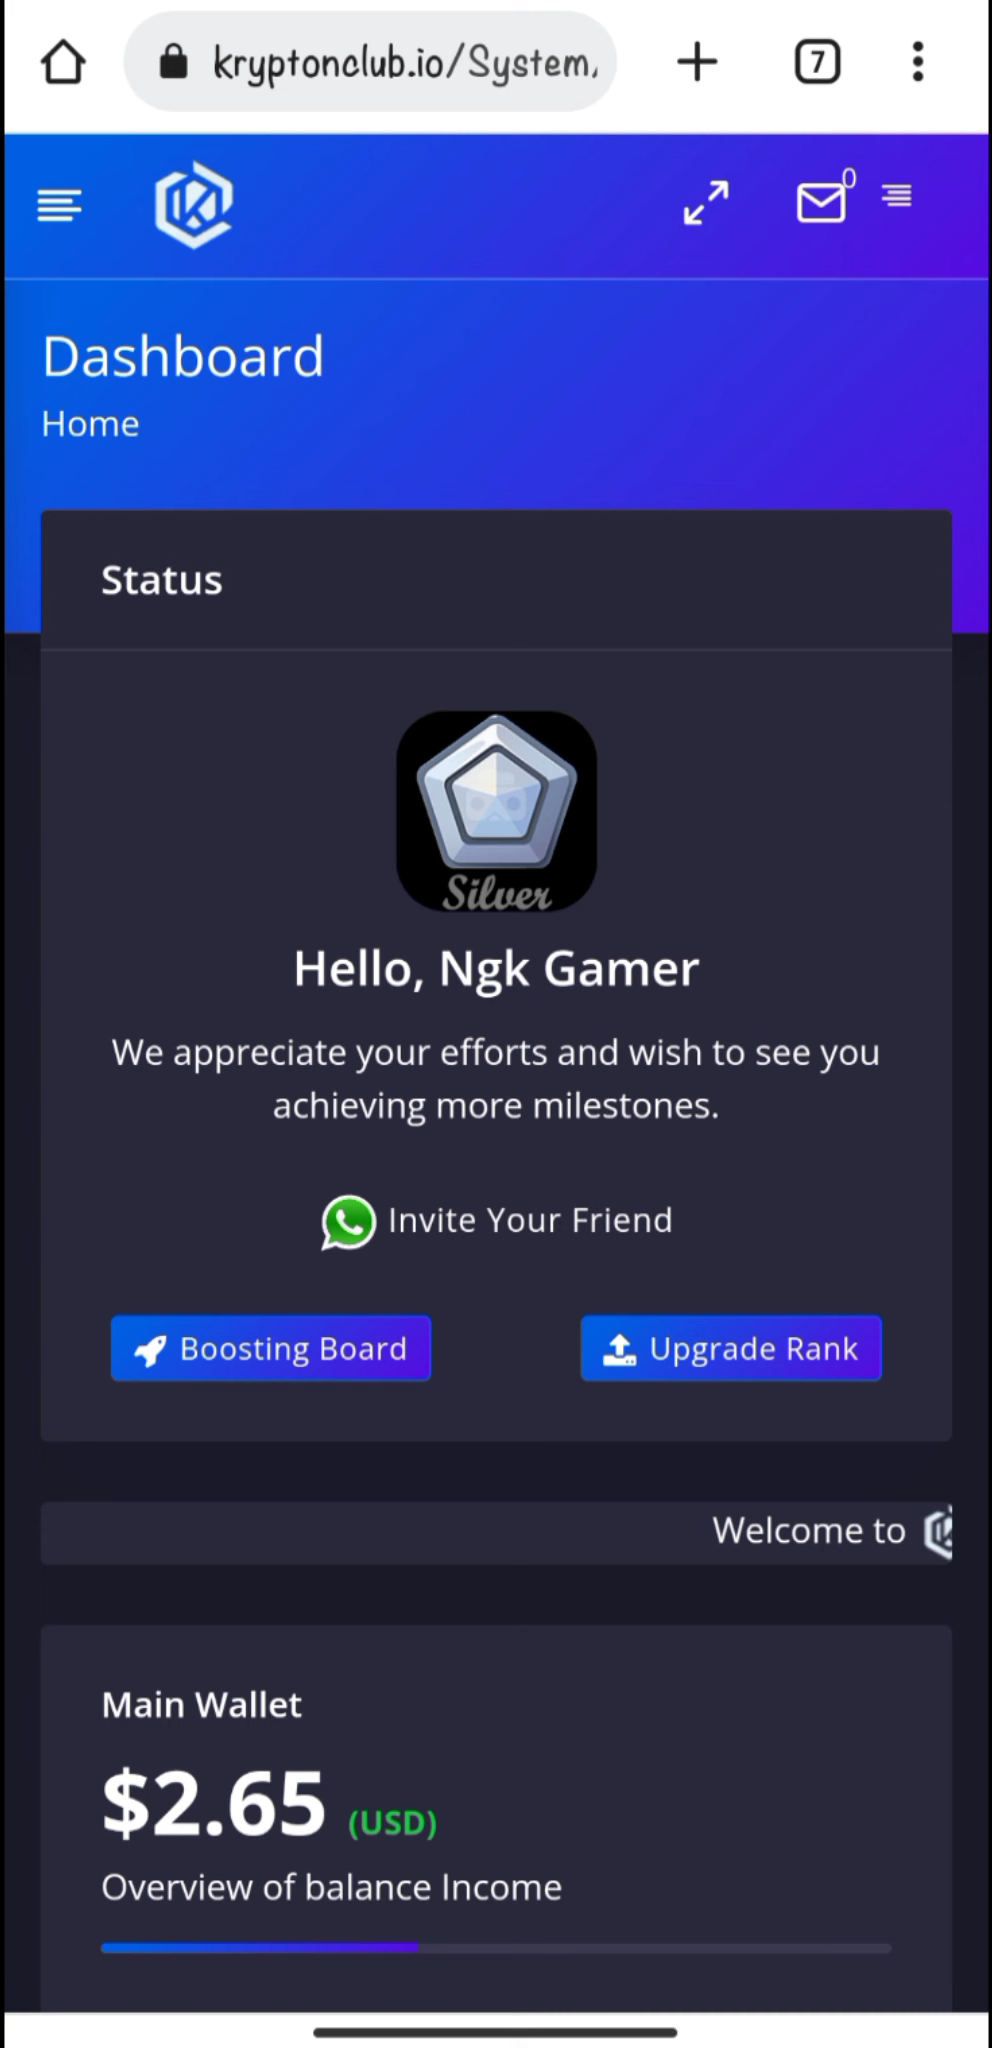 kryptonclub.io/System
7
0
Dashboard
Home
Status
Silver
Hello, Ngk Gamer
We appreciate your efforts and wish to see you
achieving more milestones.
Invite Your Friend
Boosting Board
Upgrade Rank
Welcome to
Main Wallet
$2.65 (USD)
Overview of balance Income